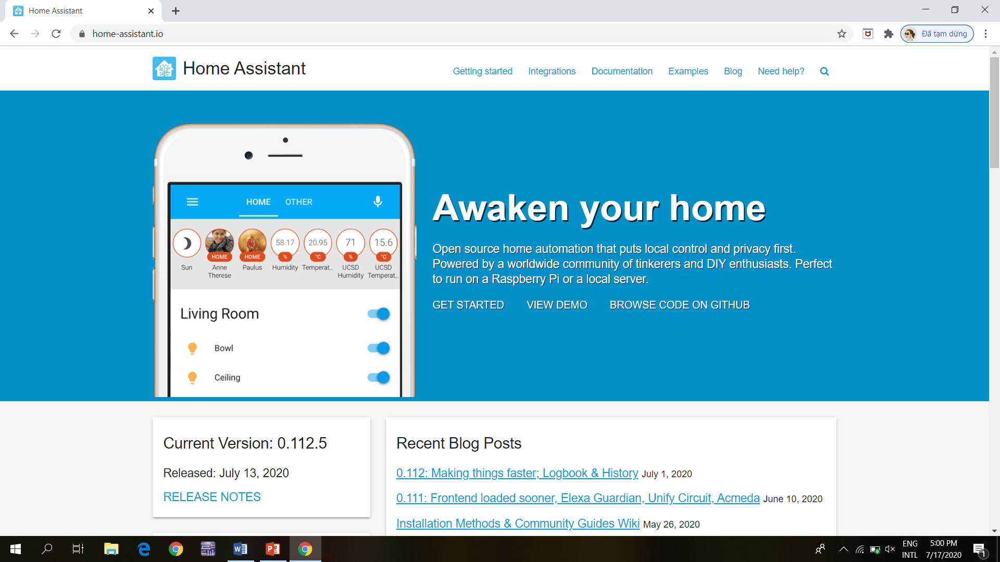 Home Assistant
home-assistant.io
Đã tạm dừng
Home Assistant
Getting started Integrations Documentation Examples Blog Need help?
HOME OTHER
58.17 20.95 71 15.6
HOME HOME % °C % °C
Sun Anne Therese Paulus Humidity Temperat... UCSD Humidity UCSD Temperat...
Living Room
Bowl
Ceiling
Awaken your home
Open source home automation that puts local control and privacy first.
Powered by a worldwide community of tinkerers and DIY enthusiasts. Perfect
to run on a Raspberry Pi or a local server.
GET STARTED VIEW DEMO BROWSE CODE ON GITHUB
Current Version: 0.112.5
Released: July 13, 2020
RELEASE NOTES
Recent Blog Posts
0.112: Making things faster; Logbook & History July 1, 2020
0.111: Frontend loaded sooner, Elexa Guardian, Unify Circuit, Acmeda June 10, 2020
Installation Methods & Community Guides Wiki May 26, 2020
ENG 5:00 PM
INTL 7/17/2020
1